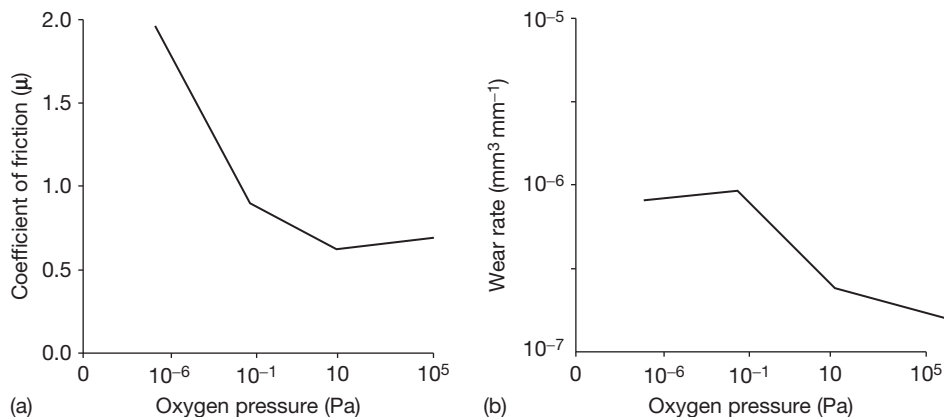 2.0
1.5
1.0
0.5
0.0
Coefficient of friction (μ)
0 10⁻⁶ 10⁻¹ 10 10⁵
(a) Oxygen pressure (Pa)
10⁻⁵
10⁻⁶
10⁻⁷
Wear rate (mm³ mm⁻¹)
0 10⁻⁶ 10⁻¹ 10 10⁵
(b) Oxygen pressure (Pa)